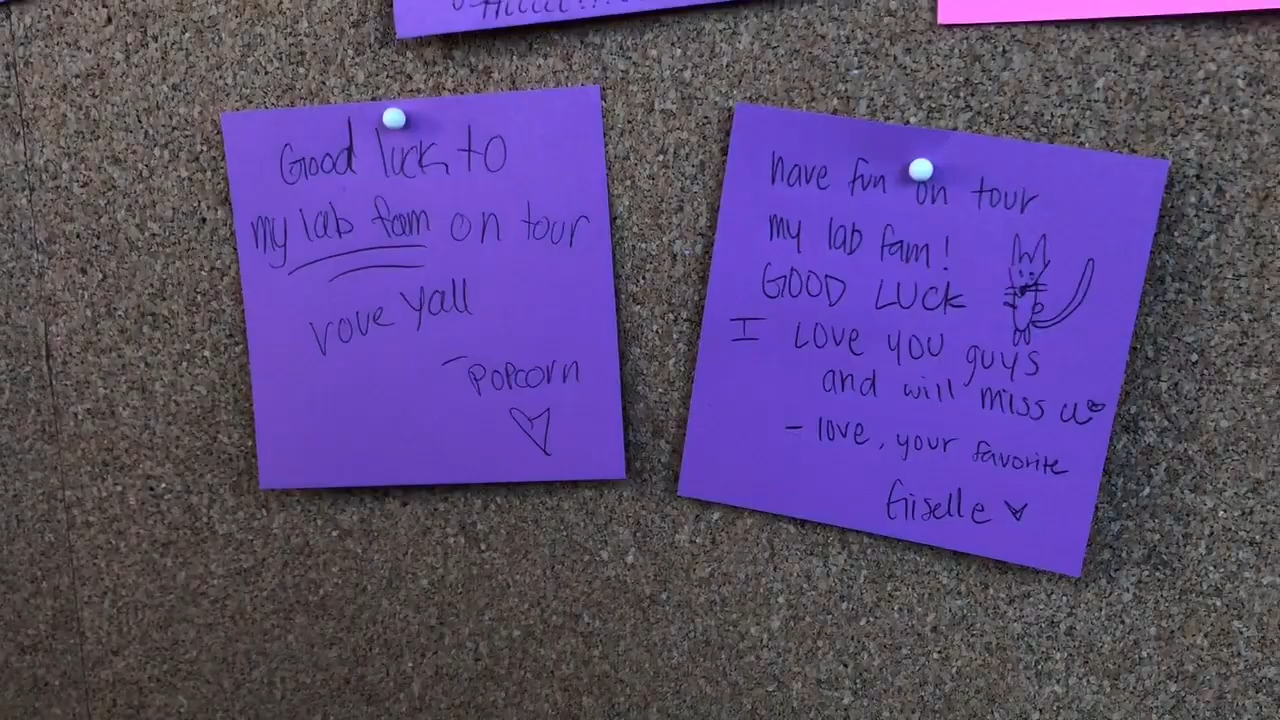 Good luck to
my lab fam on tour
vove yall
- Popcorn
have fun on tour
my lab fam!
GOOD LUCK
I LOVE YOU guys
and will miss u
- love, your favorite
Giselle